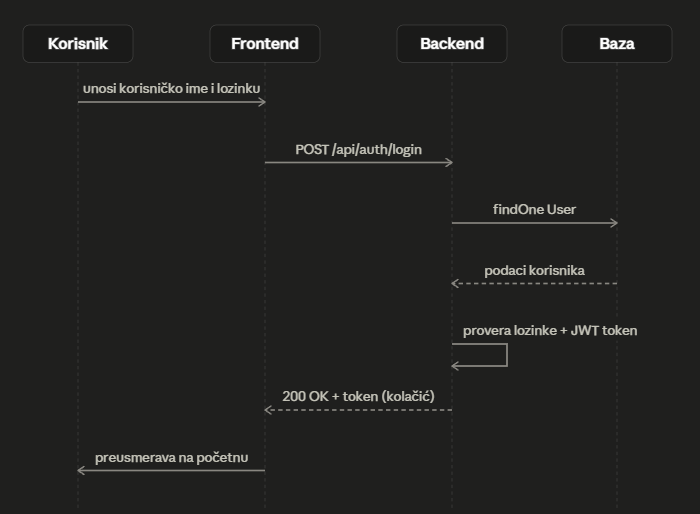 Korisnik
Frontend
Backend
Baza
unosi korisničko ime i lozinku
POST /api/auth/login
findOne User
podaci korisnika
provera lozinke + JWT token
200 OK + token (kolačić)
preusmerava na početnu